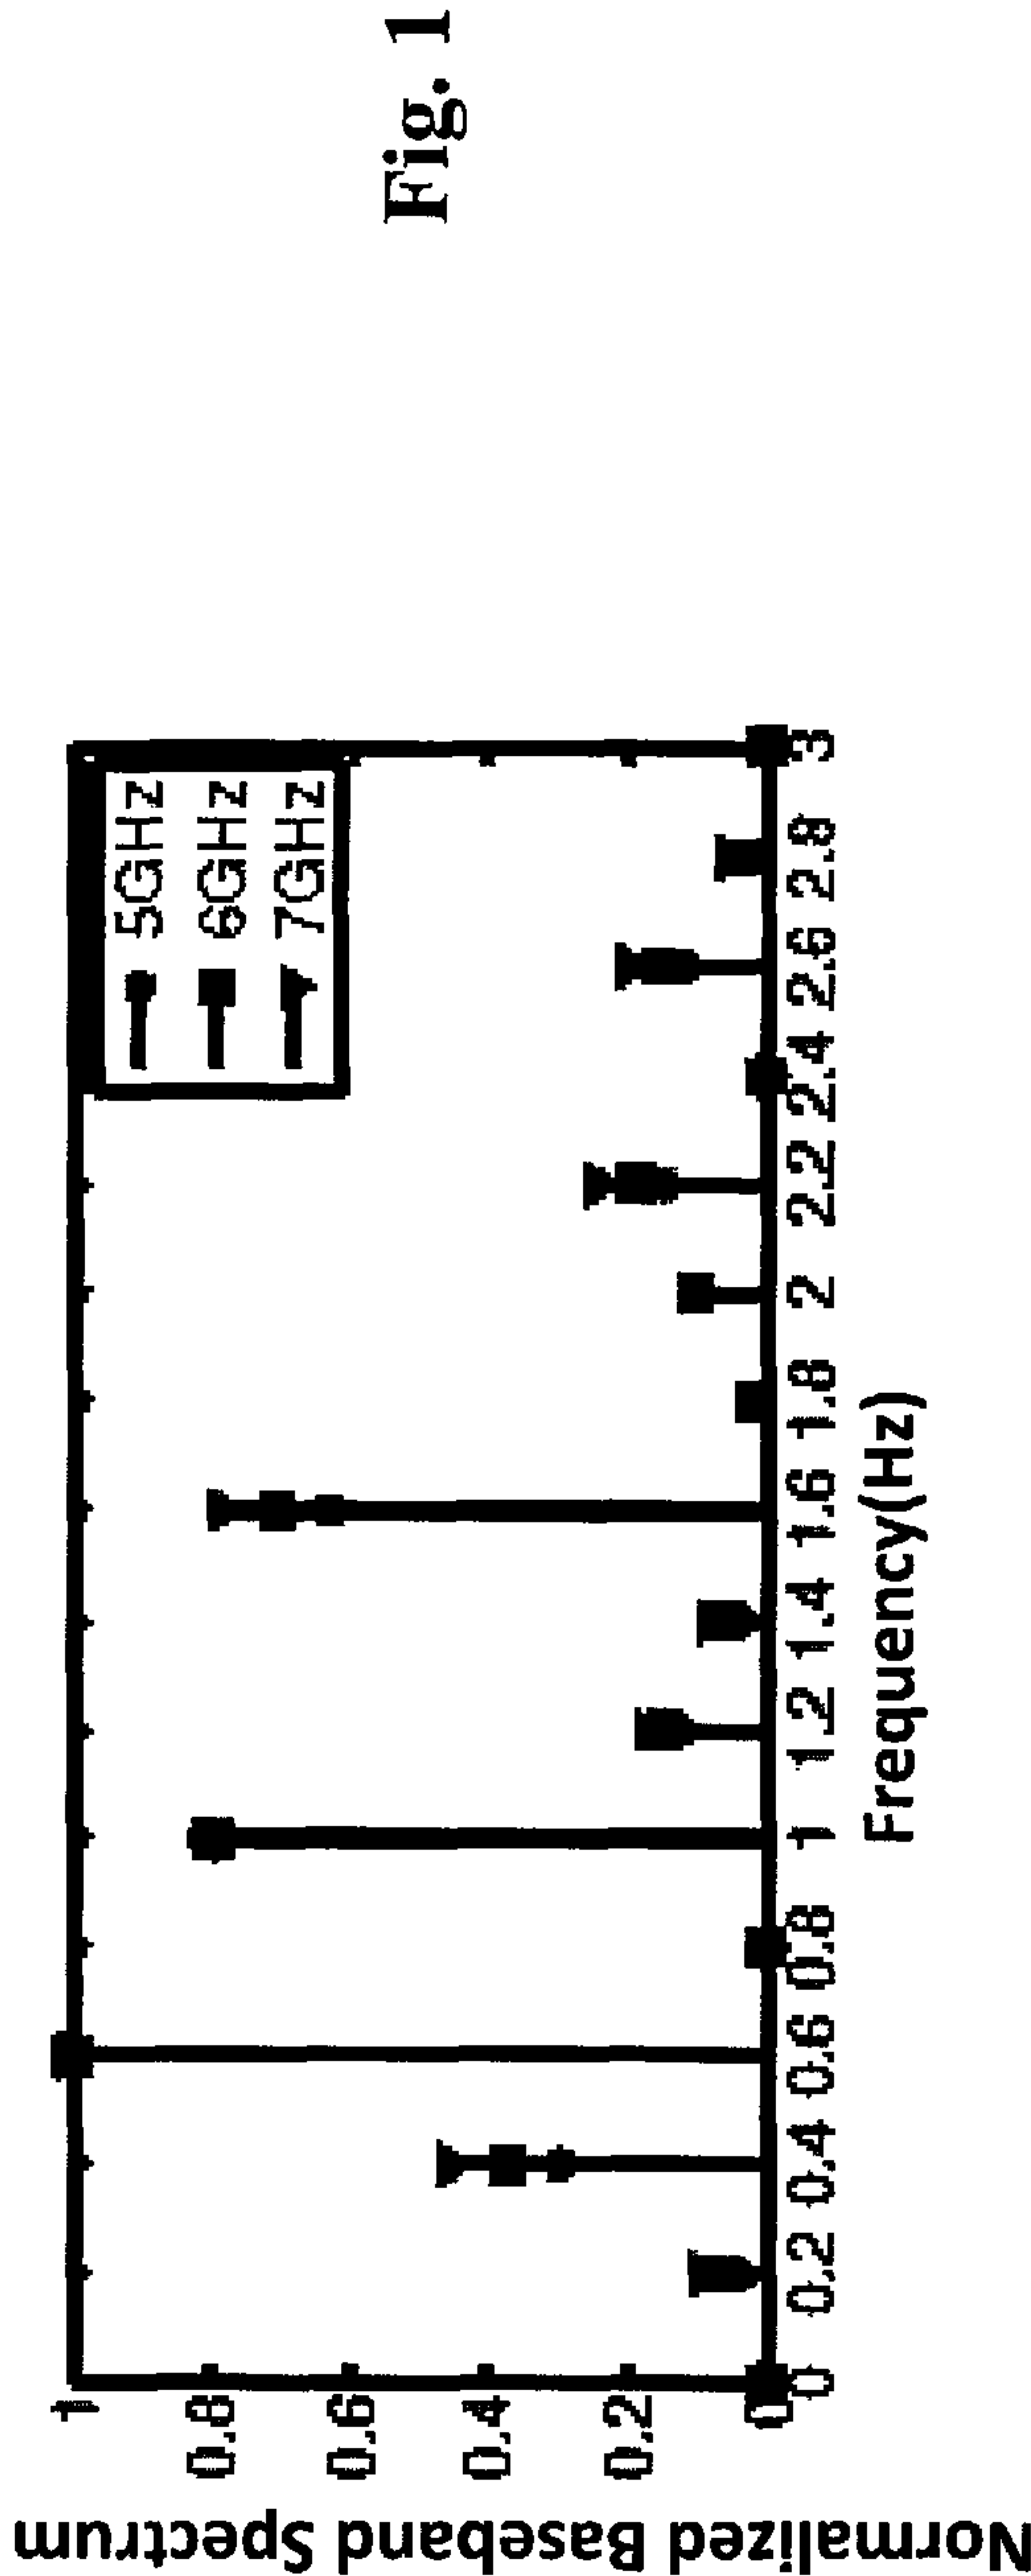 Normalized Baseband Spectrum
1
0.8
0.6
0.4
0.2
0
5GHz
6GHz
7GHz
0 0.2 0.4 0.6 0.8 1 1.2 1.4 1.6 1.8 2 2.2 2.4 2.6 2.8 3
Frequency(Hz)
Fig. 1